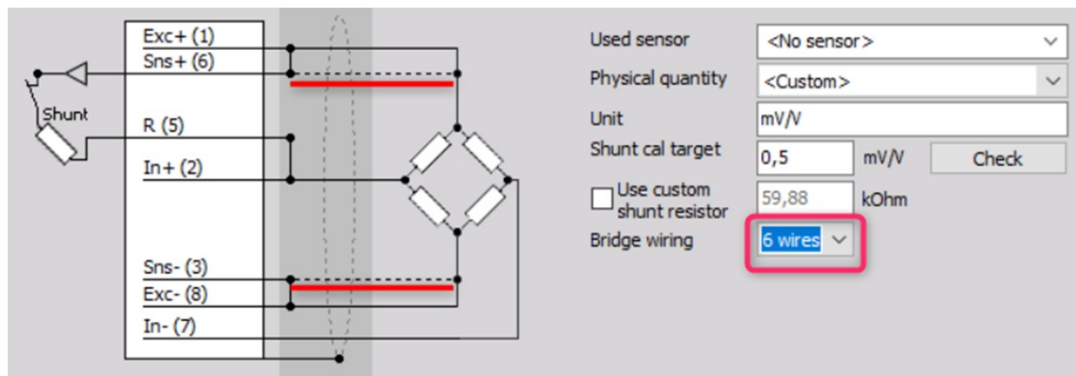 Exc+ (1)
Sns+ (6)
Shunt
R (5)
In+ (2)
Sns- (3)
Exc- (8)
In- (7)
Used sensor <No sensor>
Physical quantity <Custom>
Unit mV/V
Shunt cal target 0,5 mV/V Check
Use custom
shunt resistor 59,88 kOhm
Bridge wiring 6 wires